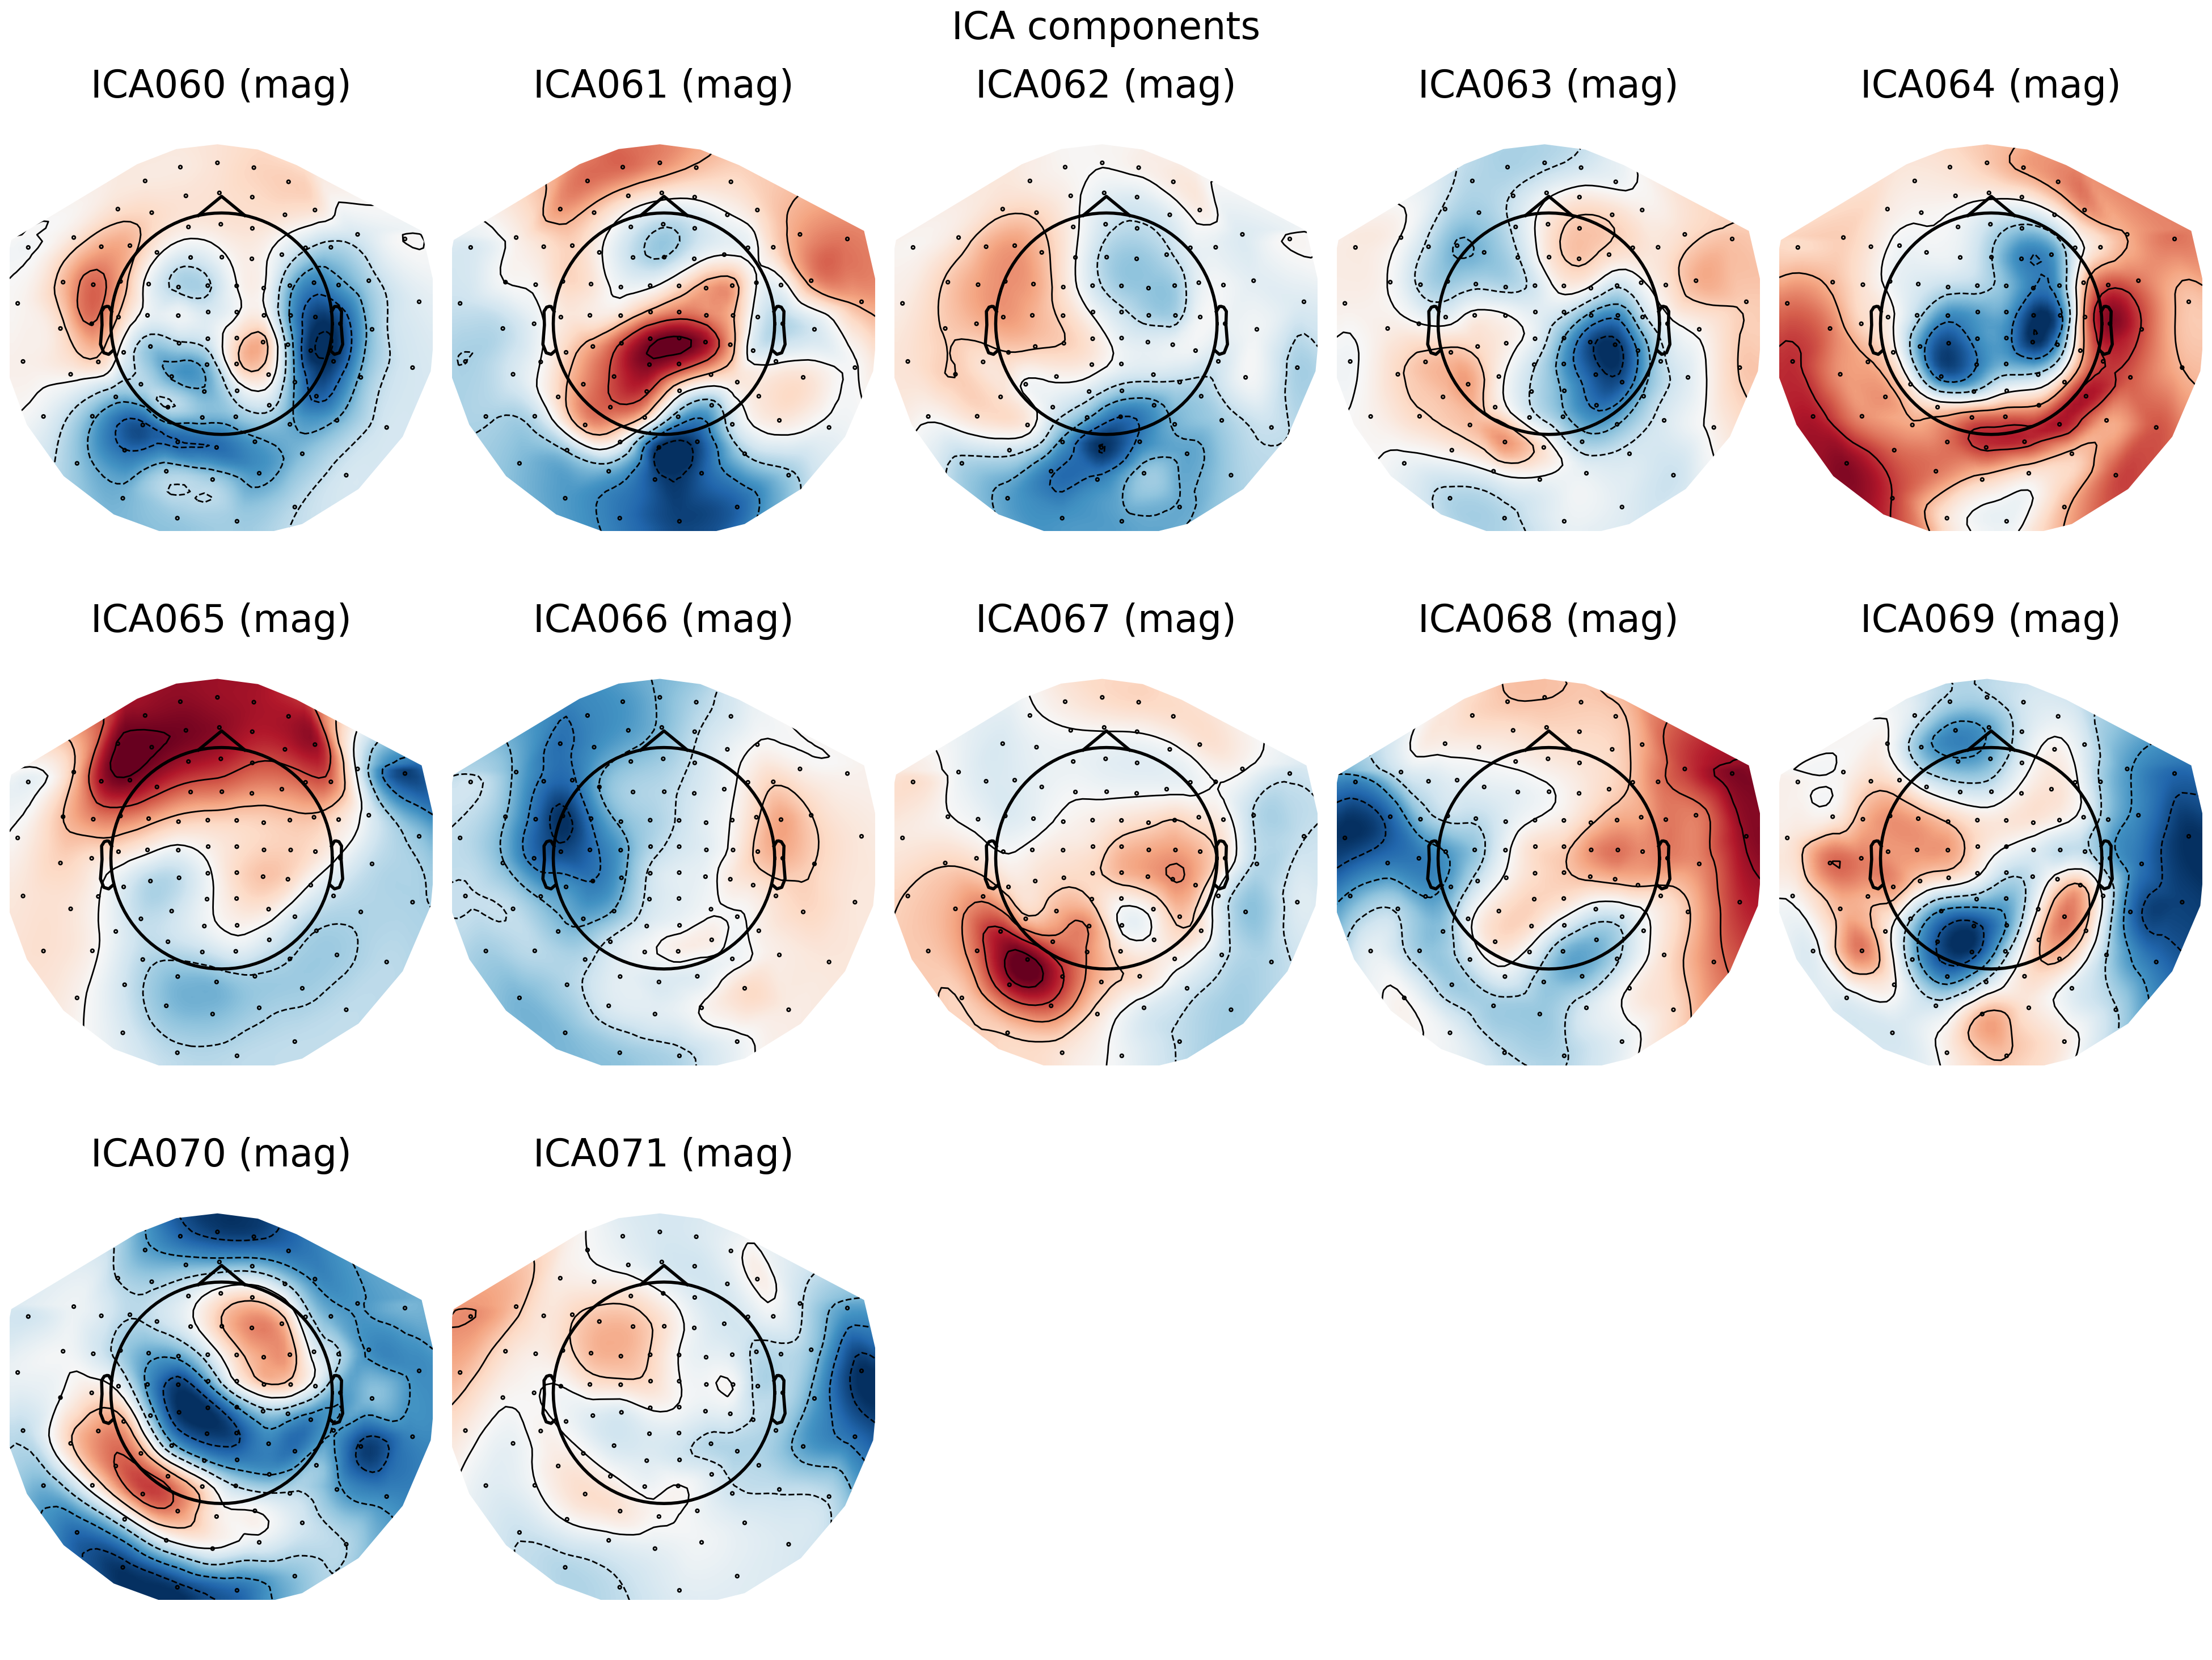 ICA components
ICA060 (mag) ICA061 (mag) ICA062 (mag) ICA063 (mag) ICA064 (mag)
ICA065 (mag) ICA066 (mag) ICA067 (mag) ICA068 (mag) ICA069 (mag)
ICA070 (mag) ICA071 (mag)